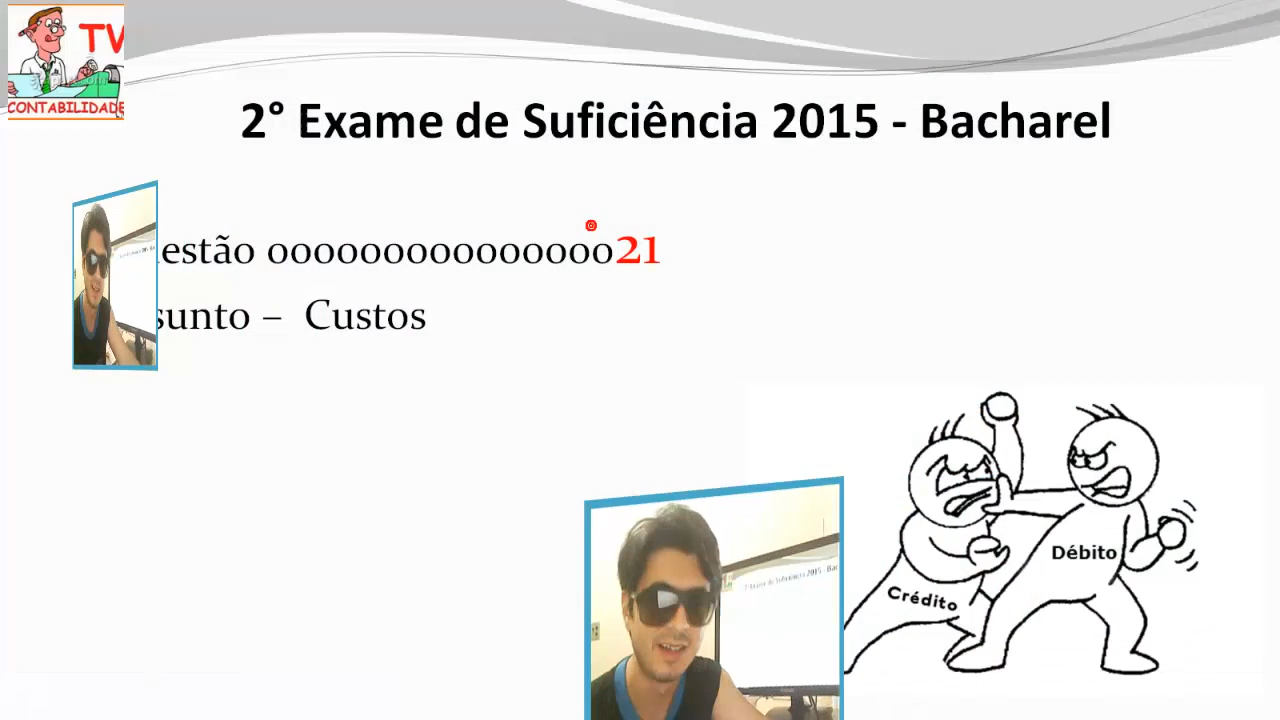 TV
CONTABILIDADE
2° Exame de Suficiência 2015 - Bacharel
estão ooooooooooooooo21
sunto – Custos
Débito
Crédito